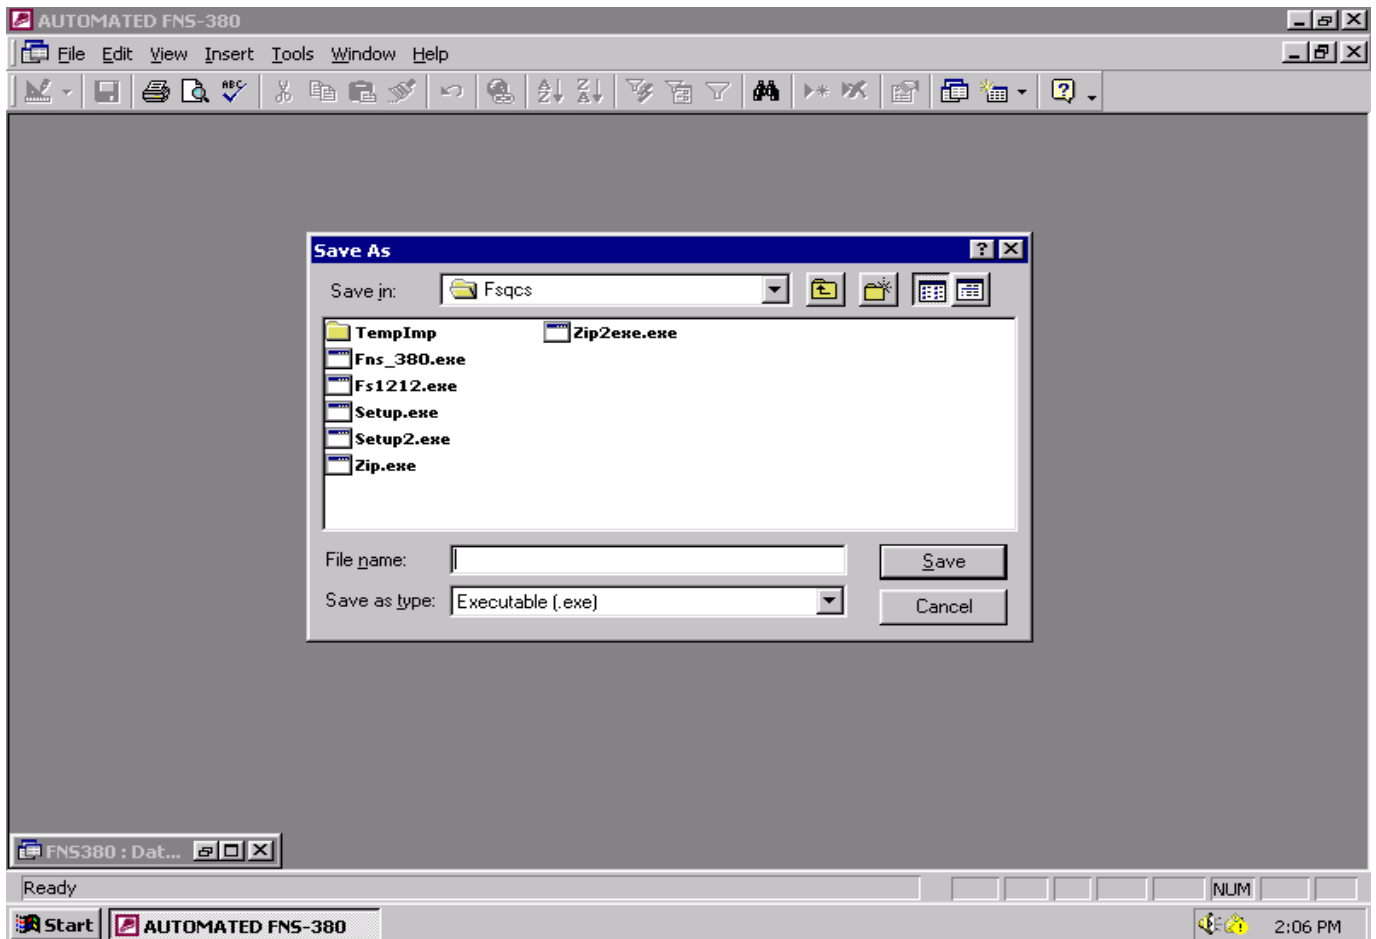 AUTOMATED FNS-380
File Edit View Insert Tools Window Help
Save As
Save in: Fsqcs
TempImp
Zip2exe.exe
Fns_380.exe
Fs1212.exe
Setup.exe
Setup2.exe
Zip.exe
File name:
Save
Save as type: Executable (.exe)
Cancel
FNS380 : Dat...
Ready
NUM
Start
AUTOMATED FNS-380
2:06 PM